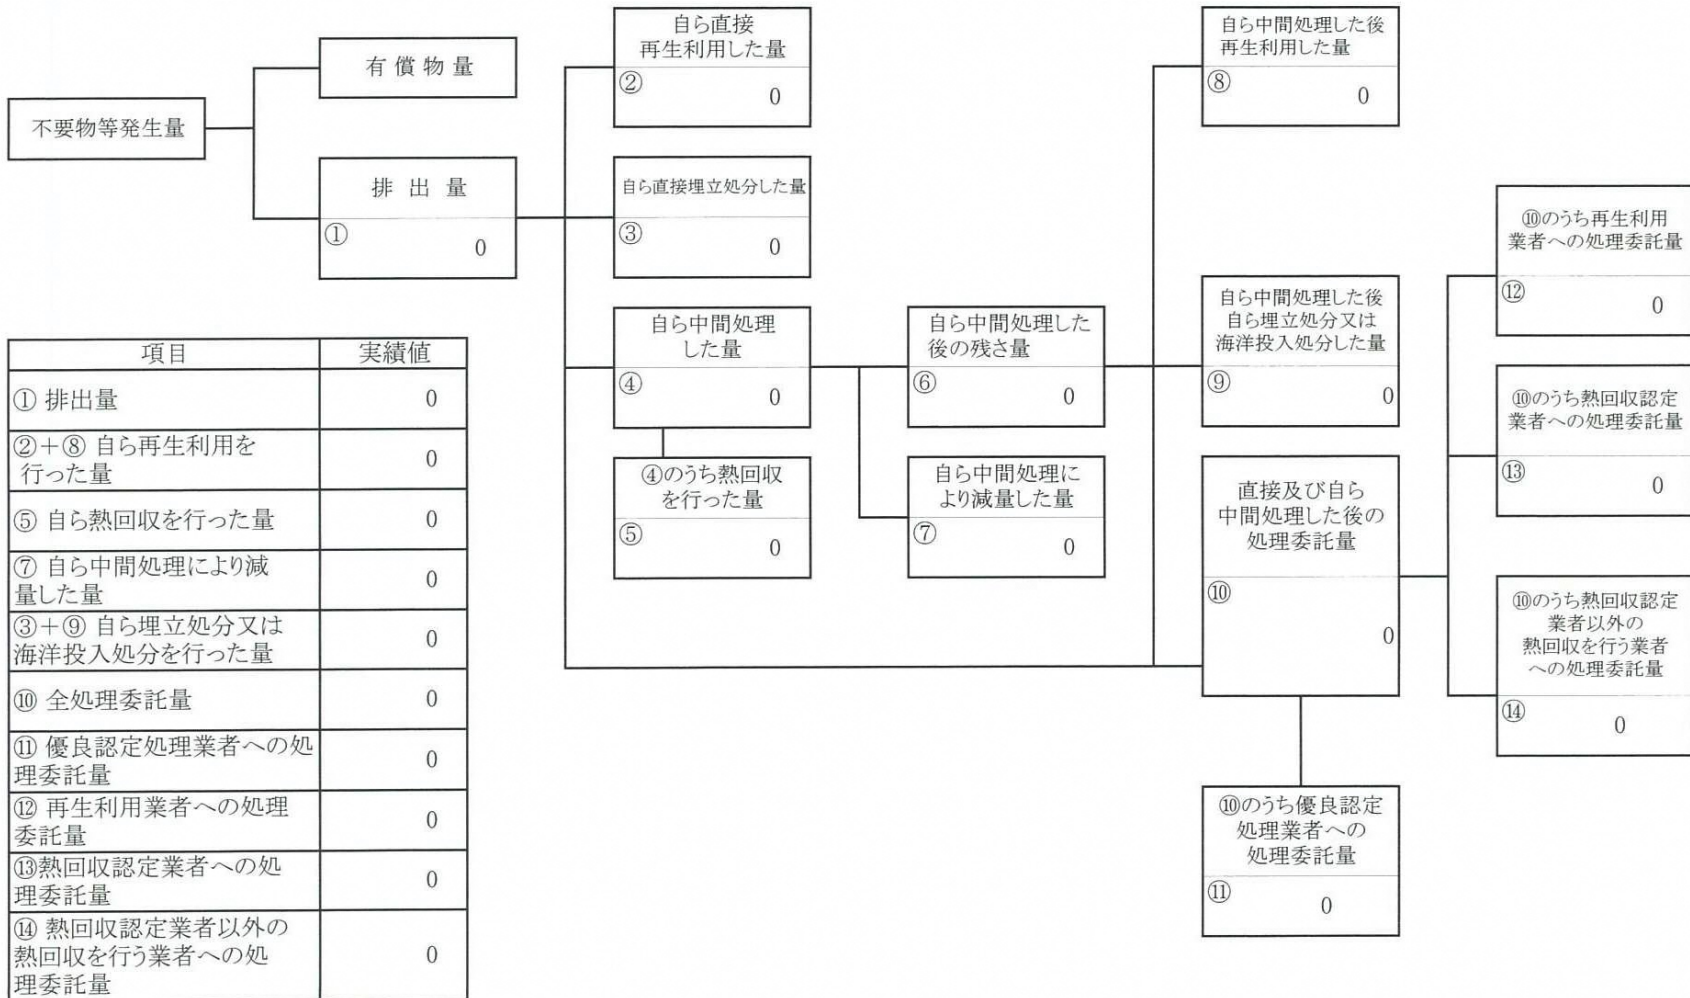 不要物等発生量
有償物量
排出量
①
0
自ら直接
再生利用した量
②
0
自ら直接埋立処分した量
③
0
自ら中間処理
した量
④
0
④のうち熱回収
を行った量
⑤
0
自ら中間処理した
後の残さ量
⑥
0
自ら中間処理に
より減量した量
⑦
0
自ら中間処理した後
再生利用した量
⑧
0
自ら中間処理した後
自ら埋立処分又は
海洋投入処分した量
⑨
0
直接及び自ら
中間処理した後の
処理委託量
⑩
0
⑩のうち優良認定
処理業者への
処理委託量
⑪
0
⑩のうち再生利用
業者への処理委託量
⑫
0
⑩のうち熱回収認定
業者への処理委託量
⑬
0
⑩のうち熱回収認定
業者以外の
熱回収を行う業者
への処理委託量
⑭
0
項目 実績値
① 排出量 0
②+⑧ 自ら再生利用を
行った量 0
⑤ 自ら熱回収を行った量 0
⑦ 自ら中間処理により減
量した量 0
③+⑨ 自ら埋立処分又は
海洋投入処分を行った量 0
⑩ 全処理委託量 0
⑪ 優良認定処理業者への処
理委託量 0
⑫ 再生利用業者への処理
委託量 0
⑬熱回収認定業者への処
理委託量 0
⑭ 熱回収認定業者以外の
熱回収を行う業者への処
理委託量 0